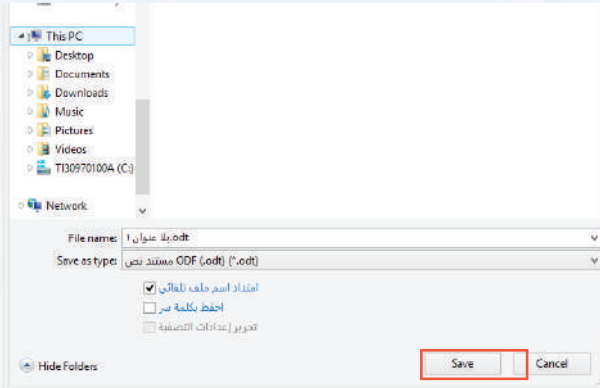 This PC
Desktop
Documents
Downloads
Music
Pictures
Videos
TI30970100A (C:)
Network
File name: بلا عنوان ١.odt
Save as type: مستند نص ODF (.odt) (*.odt)
امتداد اسم ملف تلقائي
احفظ بكلمة سر
تحرير إعدادات التصفية
Hide Folders
Save
Cancel